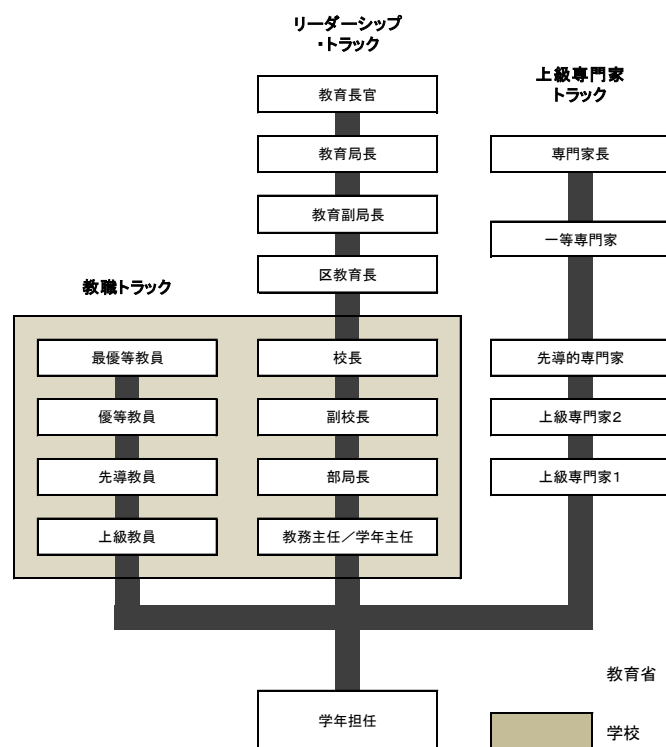 リーダーシップ
・トラック
教育長官
教育局長
教育副局長
区教育長
校長
副校長
部局長
教務主任／学年主任
上級専門家
トラック
専門家長
一等専門家
先導的専門家
上級専門家２
上級専門家１
教職トラック
最優等教員
優等教員
先導教員
上級教員
学年担任
教育省
学校